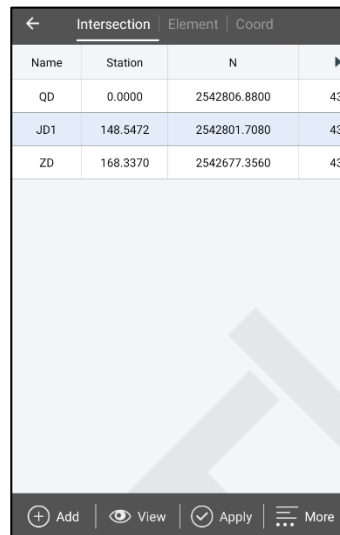 Intersection | Element | Coord
Name Station N
QD 0.0000 2542806.8800 43
JD1 148.5472 2542801.7080 43
ZD 168.3370 2542677.3560 43
Add View Apply More